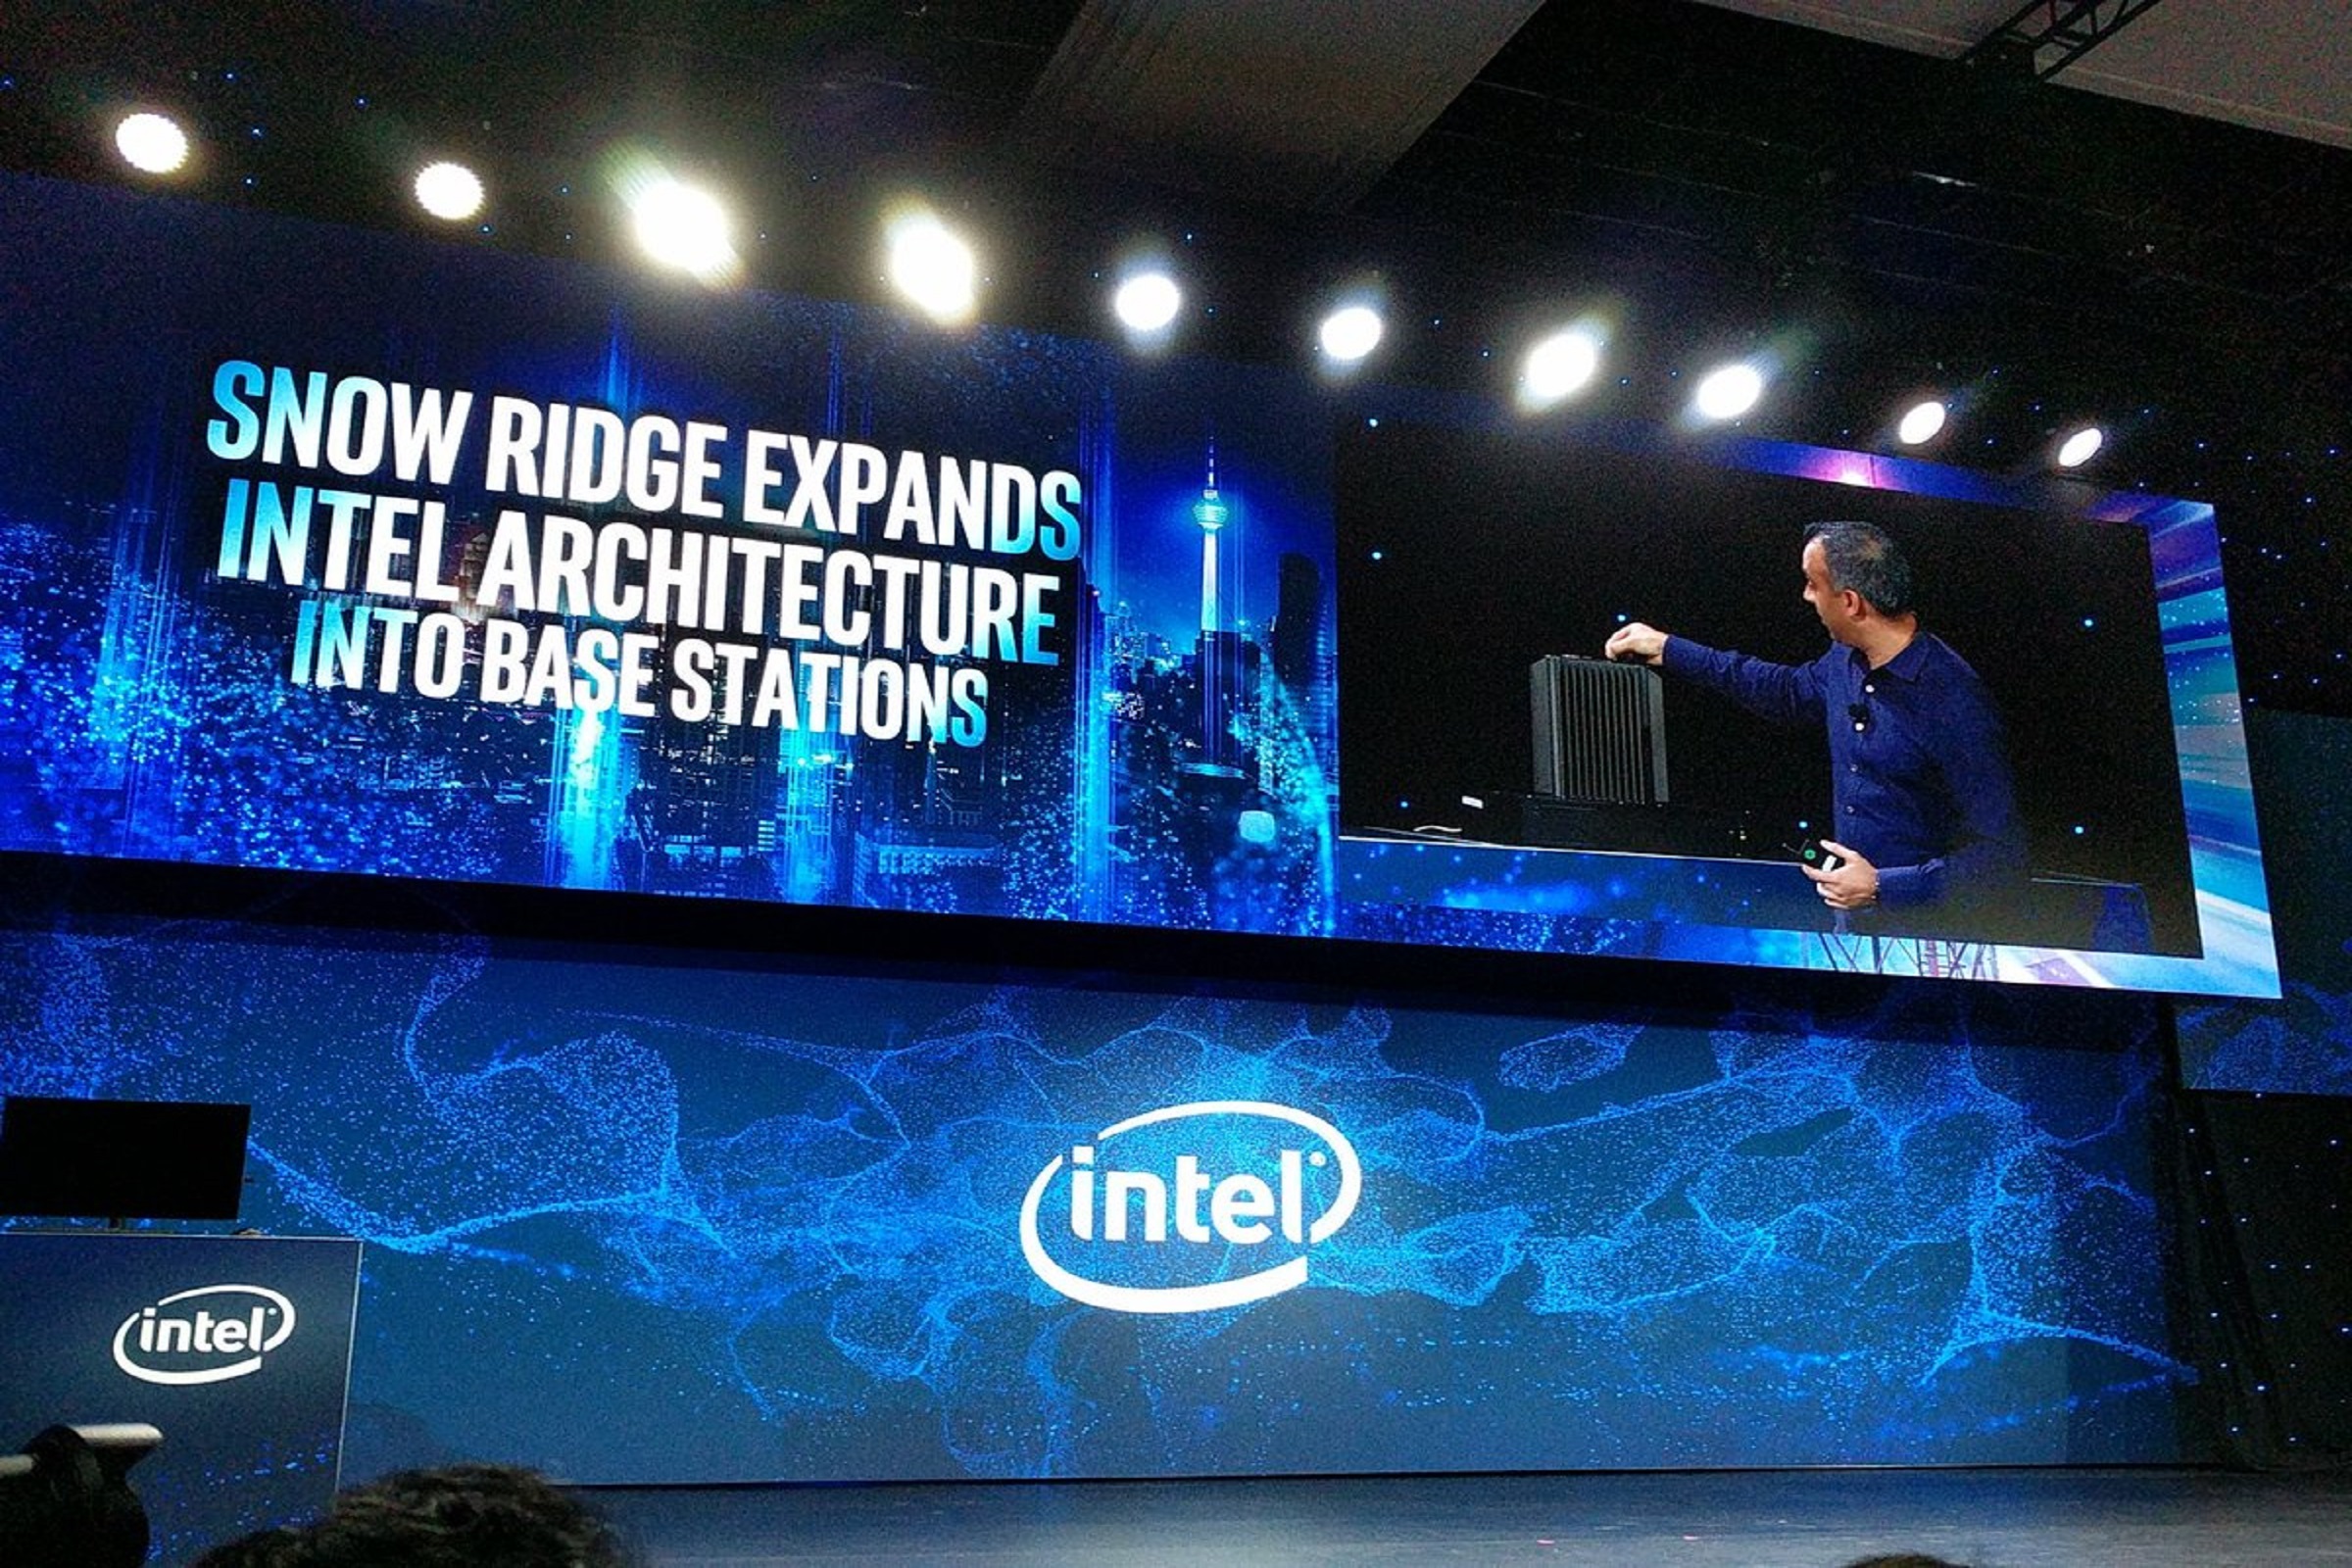 SNOW RIDGE EXPANDS
INTEL ARCHITECTURE
INTO BASE STATIONS
intel
intel